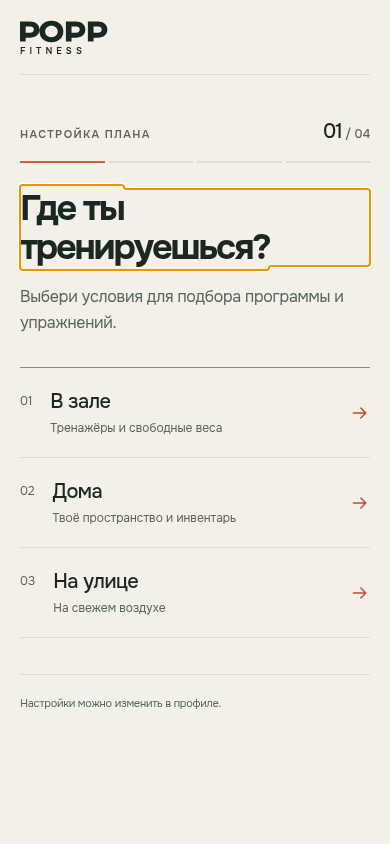 POPP
FITNESS
НАСТРОЙКА ПЛАНА
01 / 04
Где ты
тренируешься?
Выбери условия для подбора программы и
упражнений.
01 В зале
Тренажёры и свободные веса
02 Дома
Твоё пространство и инвентарь
03 На улице
На свежем воздухе
Настройки можно изменить в профиле.